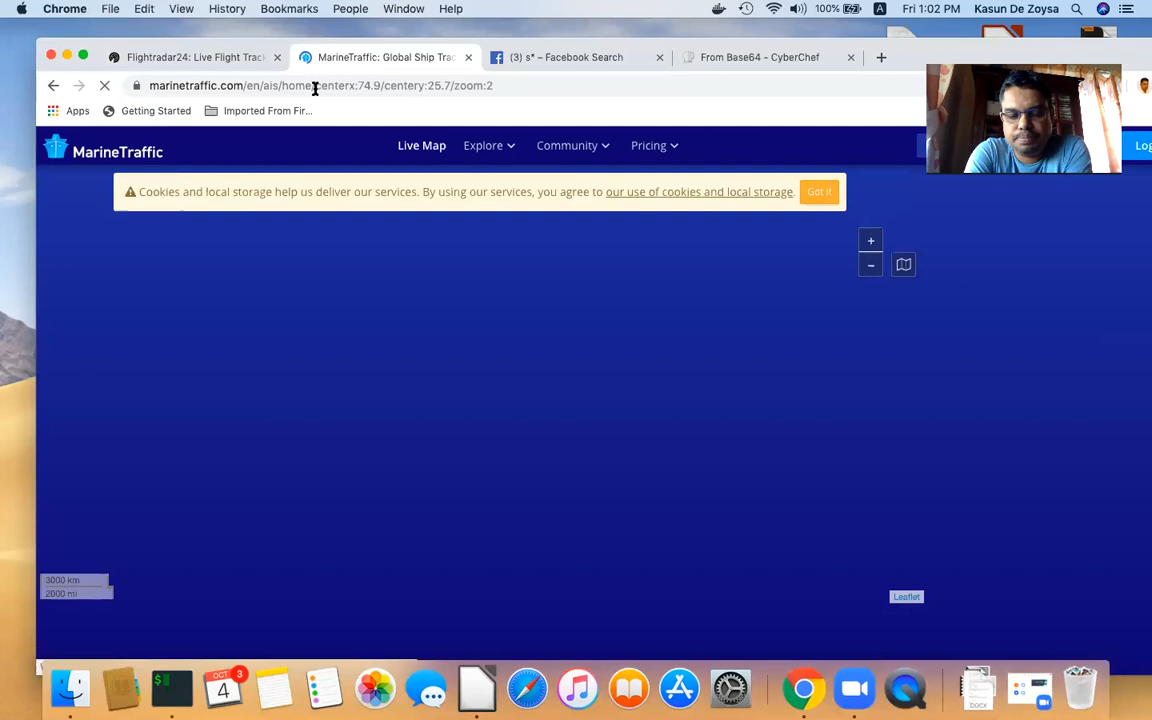 Chrome File Edit View History Bookmarks People Window Help 100% A Fri 1:02 PM Kasun De Zoysa
Flightradar24: Live Flight Track
MarineTraffic: Global Ship Trac
(3) s* – Facebook Search
From Base64 - CyberChef
marinetraffic.com/en/ais/home/centerx:74.9/centery:25.7/zoom:2
Apps Getting Started Imported From Fir...
MarineTraffic Live Map Explore Community Pricing Log
Cookies and local storage help us deliver our services. By using our services, you agree to our use of cookies and local storage. Got it
+
−
3000 km
2000 mi
Leaflet
OCT 3
4
$
DOCX